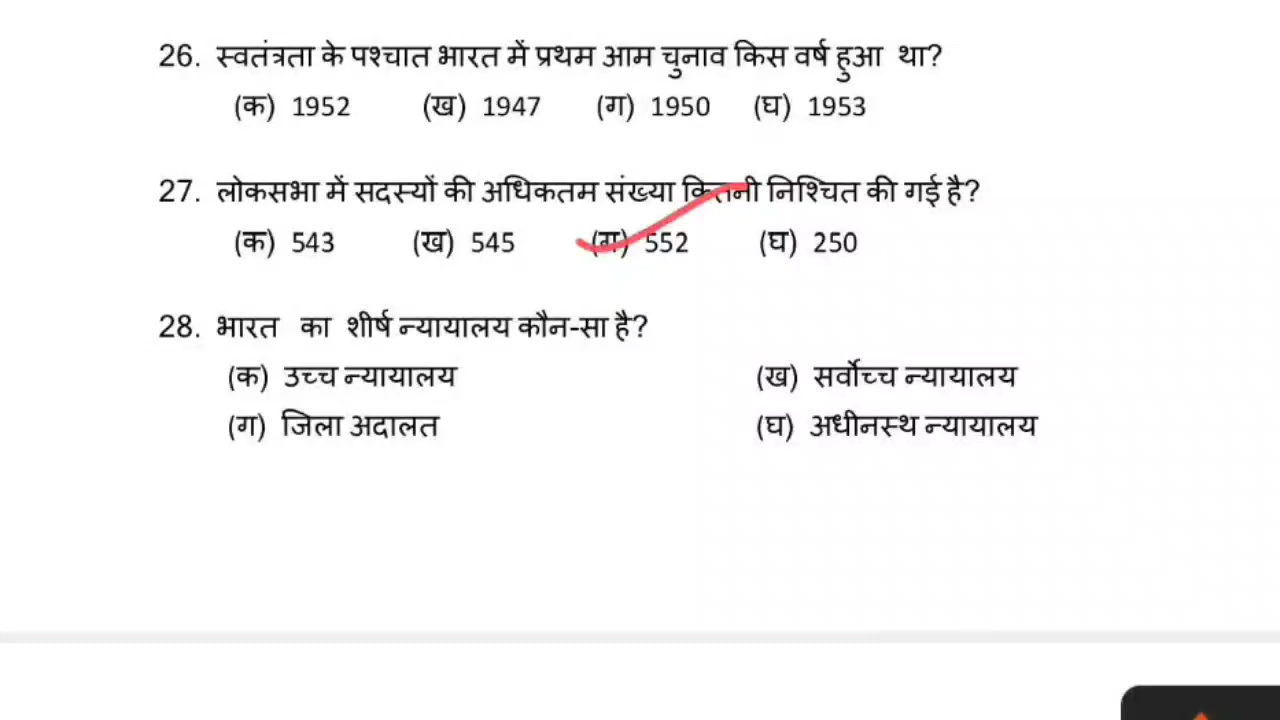 26. स्वतंत्रता के पश्चात भारत में प्रथम आम चुनाव किस वर्ष हुआ था?
(क) 1952 (ख) 1947 (ग) 1950 (घ) 1953
27. लोकसभा में सदस्यों की अधिकतम संख्या कितनी निश्चित की गई है?
(क) 543 (ख) 545 (ग) 552 (घ) 250
28. भारत का शीर्ष न्यायालय कौन-सा है?
(क) उच्च न्यायालय (ख) सर्वोच्च न्यायालय
(ग) जिला अदालत (घ) अधीनस्थ न्यायालय